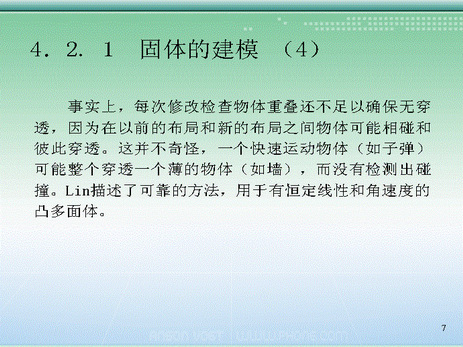 4．2．1 固体的建模 （4）
事实上，每次修改检查物体重叠还不足以确保无穿
透，因为在以前的布局和新的布局之间物体可能相碰和
彼此穿透。这并不奇怪，一个快速运动物体（如子弹）
可能整个穿透一个薄的物体（如墙），而没有检测出碰
撞。Lin描述了可靠的方法，用于有恒定线性和角速度的
凸多面体。
7